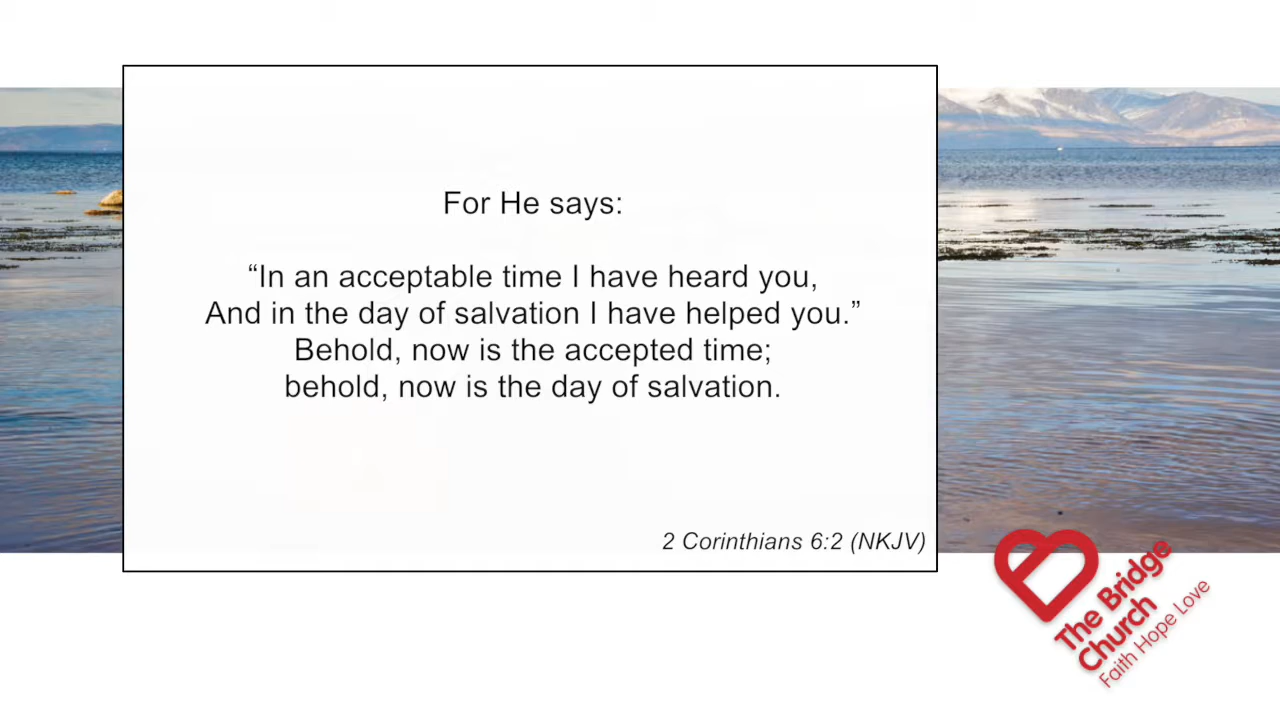 For He says:
“In an acceptable time I have heard you,
And in the day of salvation I have helped you.”
Behold, now is the accepted time;
behold, now is the day of salvation.
2 Corinthians 6:2 (NKJV)
The Bridge
Church
Faith Hope Love